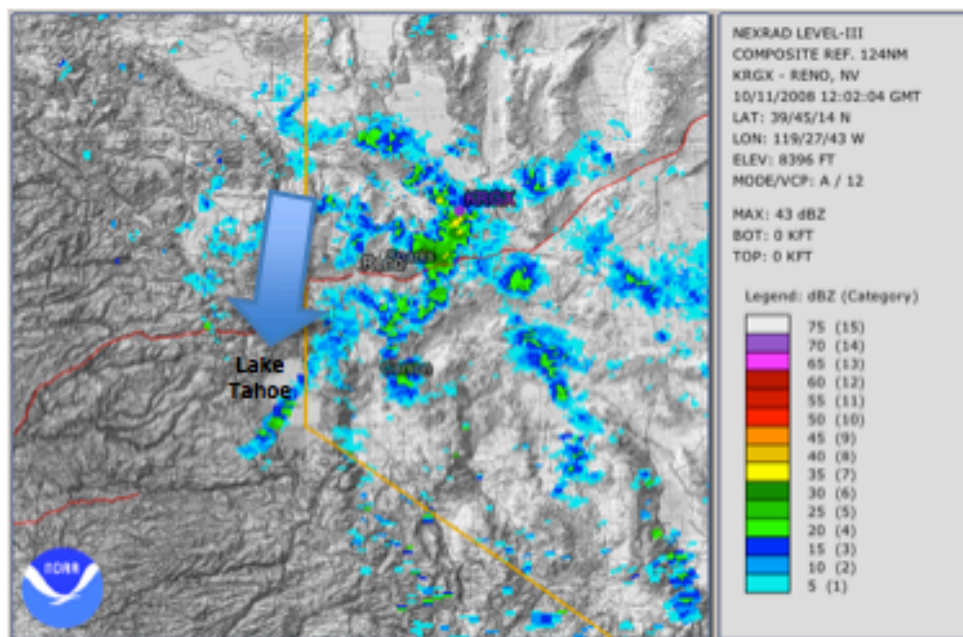 NEXRAD LEVEL-III
COMPOSITE REF. 124NM
KRGX - RENO, NV
10/11/2008 12:02:04 GMT
LAT: 39/45/14 N
LON: 119/27/43 W
ELEV: 8396 FT
MODE/VCP: A / 12
MAX: 43 dBZ
BOT: 0 KFT
TOP: 0 KFT
Legend: dBZ (Category)
75 (15)
70 (14)
65 (13)
60 (12)
55 (11)
50 (10)
45 (9)
40 (8)
35 (7)
30 (6)
25 (5)
20 (4)
15 (3)
10 (2)
5 (1)
KRGX
Reno
Lake
Tahoe
NOAA